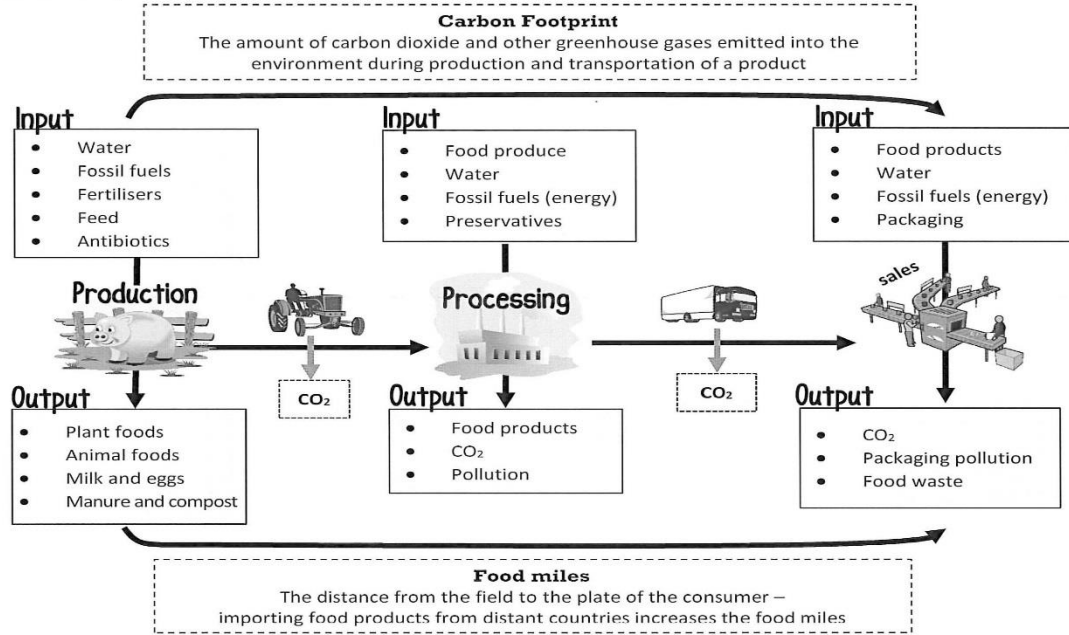 Carbon Footprint
The amount of carbon dioxide and other greenhouse gases emitted into the
environment during production and transportation of a product
Input
• Water
• Fossil fuels
• Fertilisers
• Feed
• Antibiotics
Input
• Food produce
• Water
• Fossil fuels (energy)
• Preservatives
Input
• Food products
• Water
• Fossil fuels (energy)
• Packaging
Production
Processing
sales
CO₂
CO₂
Output
• Plant foods
• Animal foods
• Milk and eggs
• Manure and compost
Output
• Food products
• CO₂
• Pollution
Output
• CO₂
• Packaging pollution
• Food waste
Food miles
The distance from the field to the plate of the consumer –
importing food products from distant countries increases the food miles